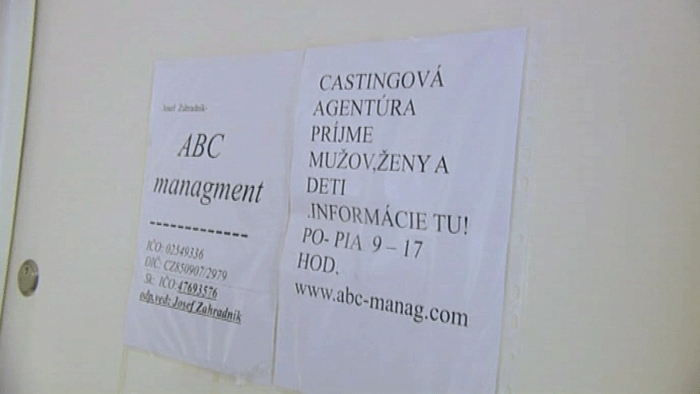 Josef Zahradník-
ABC
managment
-------------
IČO: 02349336
DIČ: CZ850907/2979
Sk: IČO:47693576
odp.ved: Josef Zahradník
CASTINGOVÁ
AGENTÚRA
PRÍJME
MUŽOV,ŽENY A
DETI
.INFORMÁCIE TU!
PO- PIA 9 – 17
HOD.
www.abc-manag.com